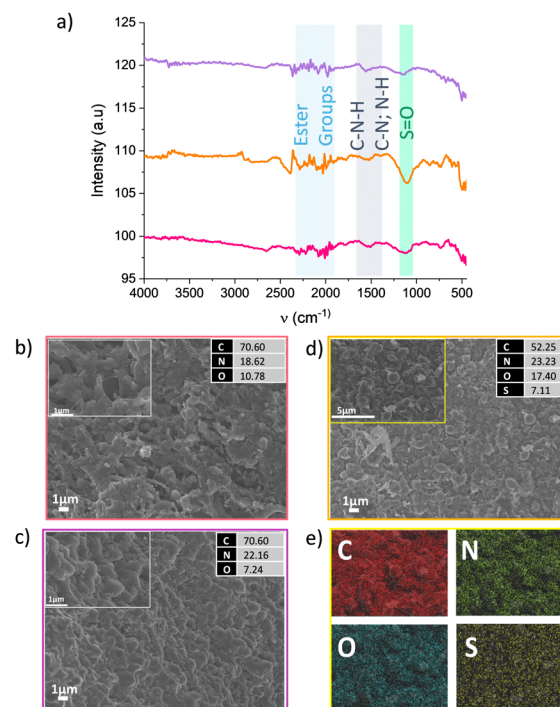 a)
125
120
115
110
105
100
95
Intensity (a.u)
Ester
Groups
C-N-H
C-N; N-H
S=O
4000 3500 3000 2500 2000 1500 1000 500
ν (cm⁻¹)
b)
C 70.60
N 18.62
O 10.78
1µm
1µm
d)
C 52.25
N 23.23
O 17.40
S 7.11
5µm
1µm
c)
C 70.60
N 22.16
O 7.24
1µm
1µm
e)
C
N
O
S